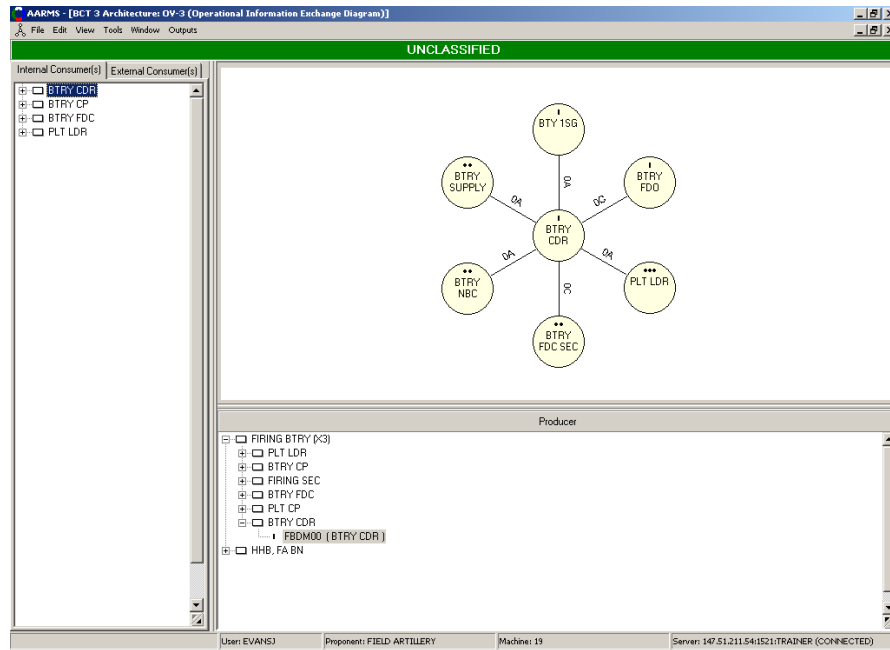 AARMS - [BCT 3 Architecture: OV-3 (Operational Information Exchange Diagram)]
File Edit View Tools Window Outputs
UNCLASSIFIED
Internal Consumer(s) External Consumer(s)
BTRY CDR
BTRY CP
BTRY FDC
PLT LDR
BTY 1SG
BTRY
SUPPLY
BTRY
FDO
0A
0A
0C
BTRY
CDR
0A
0A
BTRY
NBC
PLT LDR
0C
BTRY
FDC SEC
Producer
FIRING BTRY (X3)
PLT LDR
BTRY CP
FIRING SEC
BTRY FDC
PLT CP
BTRY CDR
FBDM00 ( BTRY CDR )
HHB, FA BN
User: EVANSJ Proponent: FIELD ARTILLERY Machine: 19 Server: 147.51.211.54:1521:TRAINER (CONNECTED)